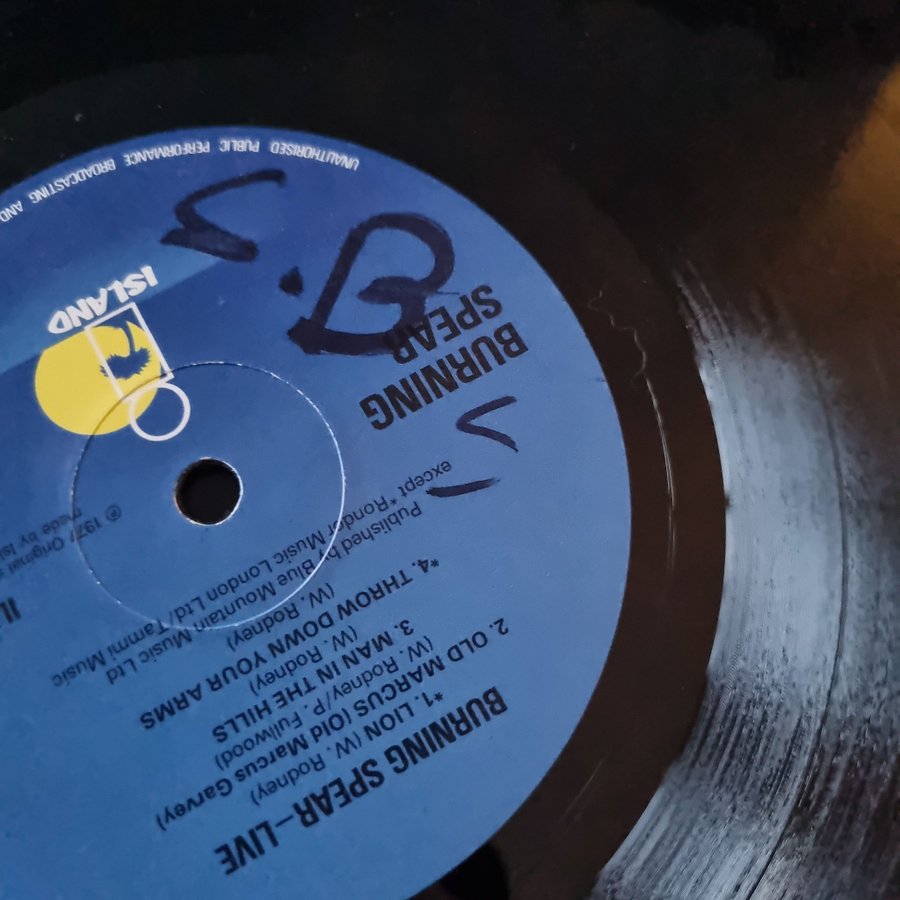 UNAUTHORISED PUBLIC PERFORMANCE BROADCASTING AND
ISLAND
BURNING
SPEAR
BURNING SPEAR–LIVE
*1. LION (W. Rodney)
2. OLD MARCUS (Old Marcus Garvey)
(W. Rodney/P. Fullwood)
3. MAN IN THE HILLS
(W. Rodney)
*4. THROW DOWN YOUR ARMS
(W. Rodney)
Published by Blue Mountain Music Ltd
except *Rondor Music London Ltd/Tammi Music
℗ 1977 Original
made by